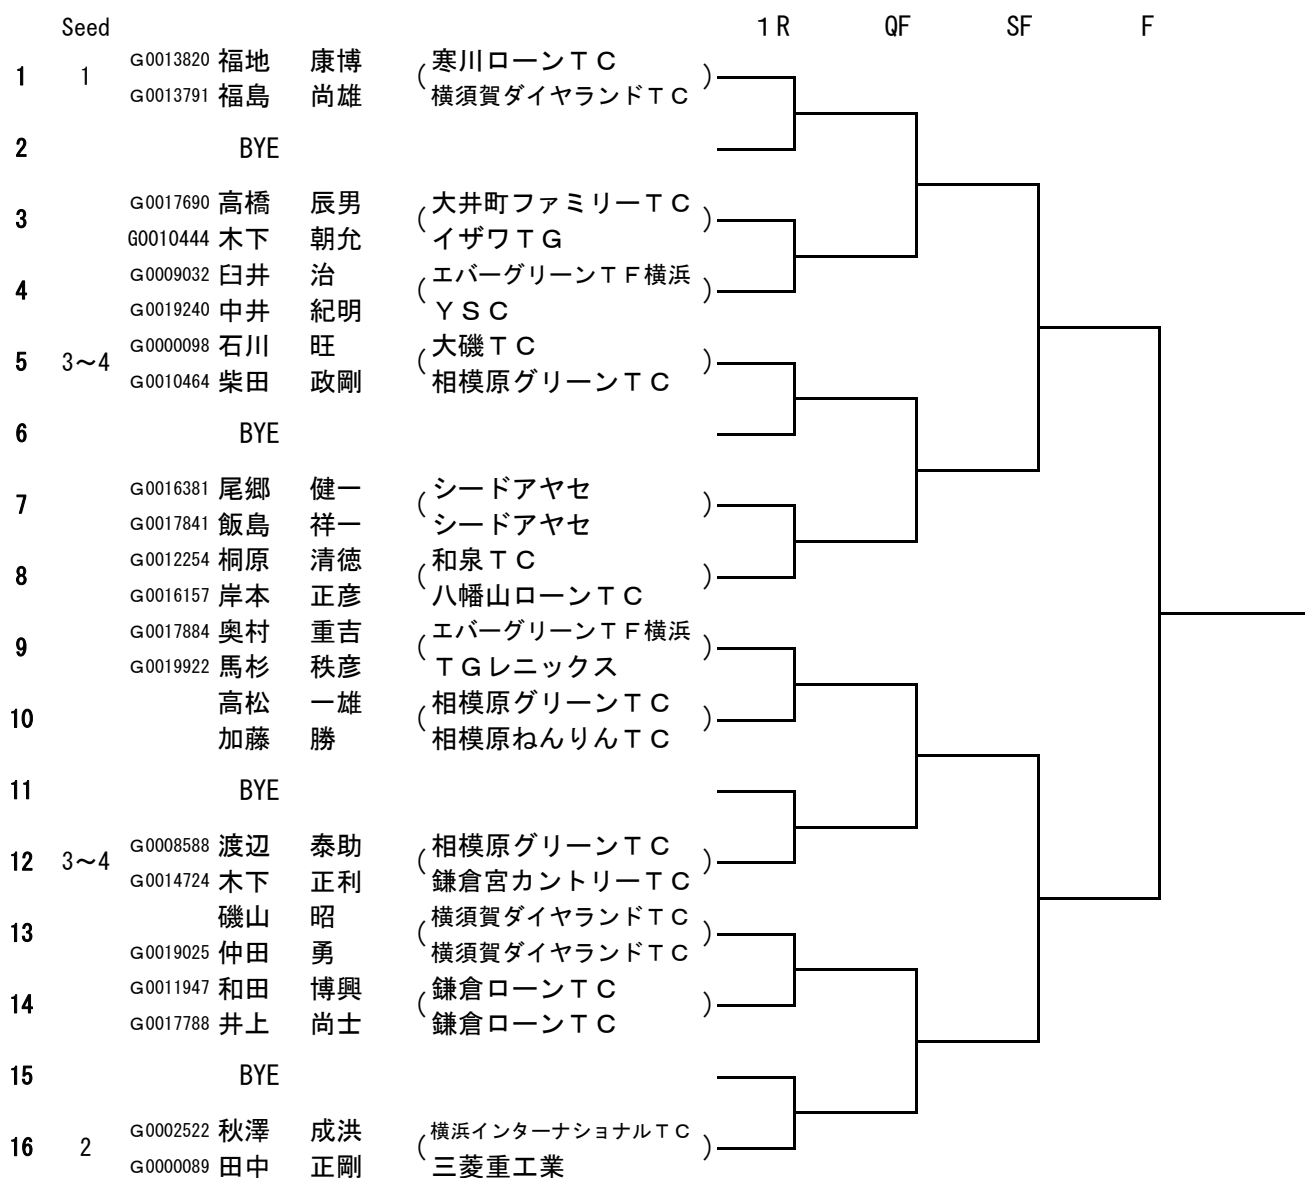 Seed 1R QF SF F
G0013820 福地 康博 寒川ローンTC
1 1 ( )
G0013791 福島 尚雄 横須賀ダイヤランドTC
2 BYE
G0017690 高橋 辰男 大井町ファミリーTC
3 ( )
G0010444 木下 朝允 イザワTG
G0009032 臼井 治 エバーグリーンTF横浜
4 ( )
G0019240 中井 紀明 YSC
G0000098 石川 旺 大磯TC
5 3～4 ( )
G0010464 柴田 政剛 相模原グリーンTC
6 BYE
G0016381 尾郷 健一 シードアヤセ
7 ( )
G0017841 飯島 祥一 シードアヤセ
G0012254 桐原 清徳 和泉TC
8 ( )
G0016157 岸本 正彦 八幡山ローンTC
G0017884 奥村 重吉 エバーグリーンTF横浜
9 ( )
G0019922 馬杉 秩彦 TGレニックス
高松 一雄 相模原グリーンTC
10 ( )
加藤 勝 相模原ねんりんTC
11 BYE
G0008588 渡辺 泰助 相模原グリーンTC
12 3～4 ( )
G0014724 木下 正利 鎌倉宮カントリーTC
磯山 昭 横須賀ダイヤランドTC
13 ( )
G0019025 仲田 勇 横須賀ダイヤランドTC
G0011947 和田 博興 鎌倉ローンTC
14 ( )
G0017788 井上 尚士 鎌倉ローンTC
15 BYE
G0002522 秋澤 成洪 横浜インターナショナルTC
16 2 ( )
G0000089 田中 正剛 三菱重工業